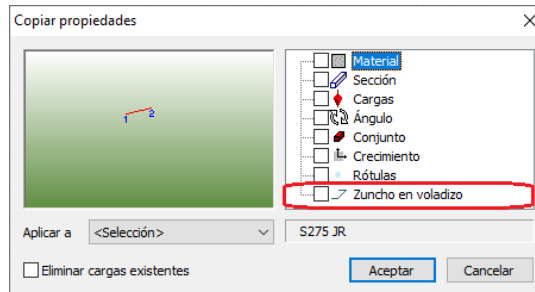 Copiar propiedades
1 2
Material
Sección
Cargas
Ángulo
Conjunto
Crecimiento
Rótulas
Zuncho en voladizo
Aplicar a <Selección> S275 JR
Eliminar cargas existentes Aceptar Cancelar